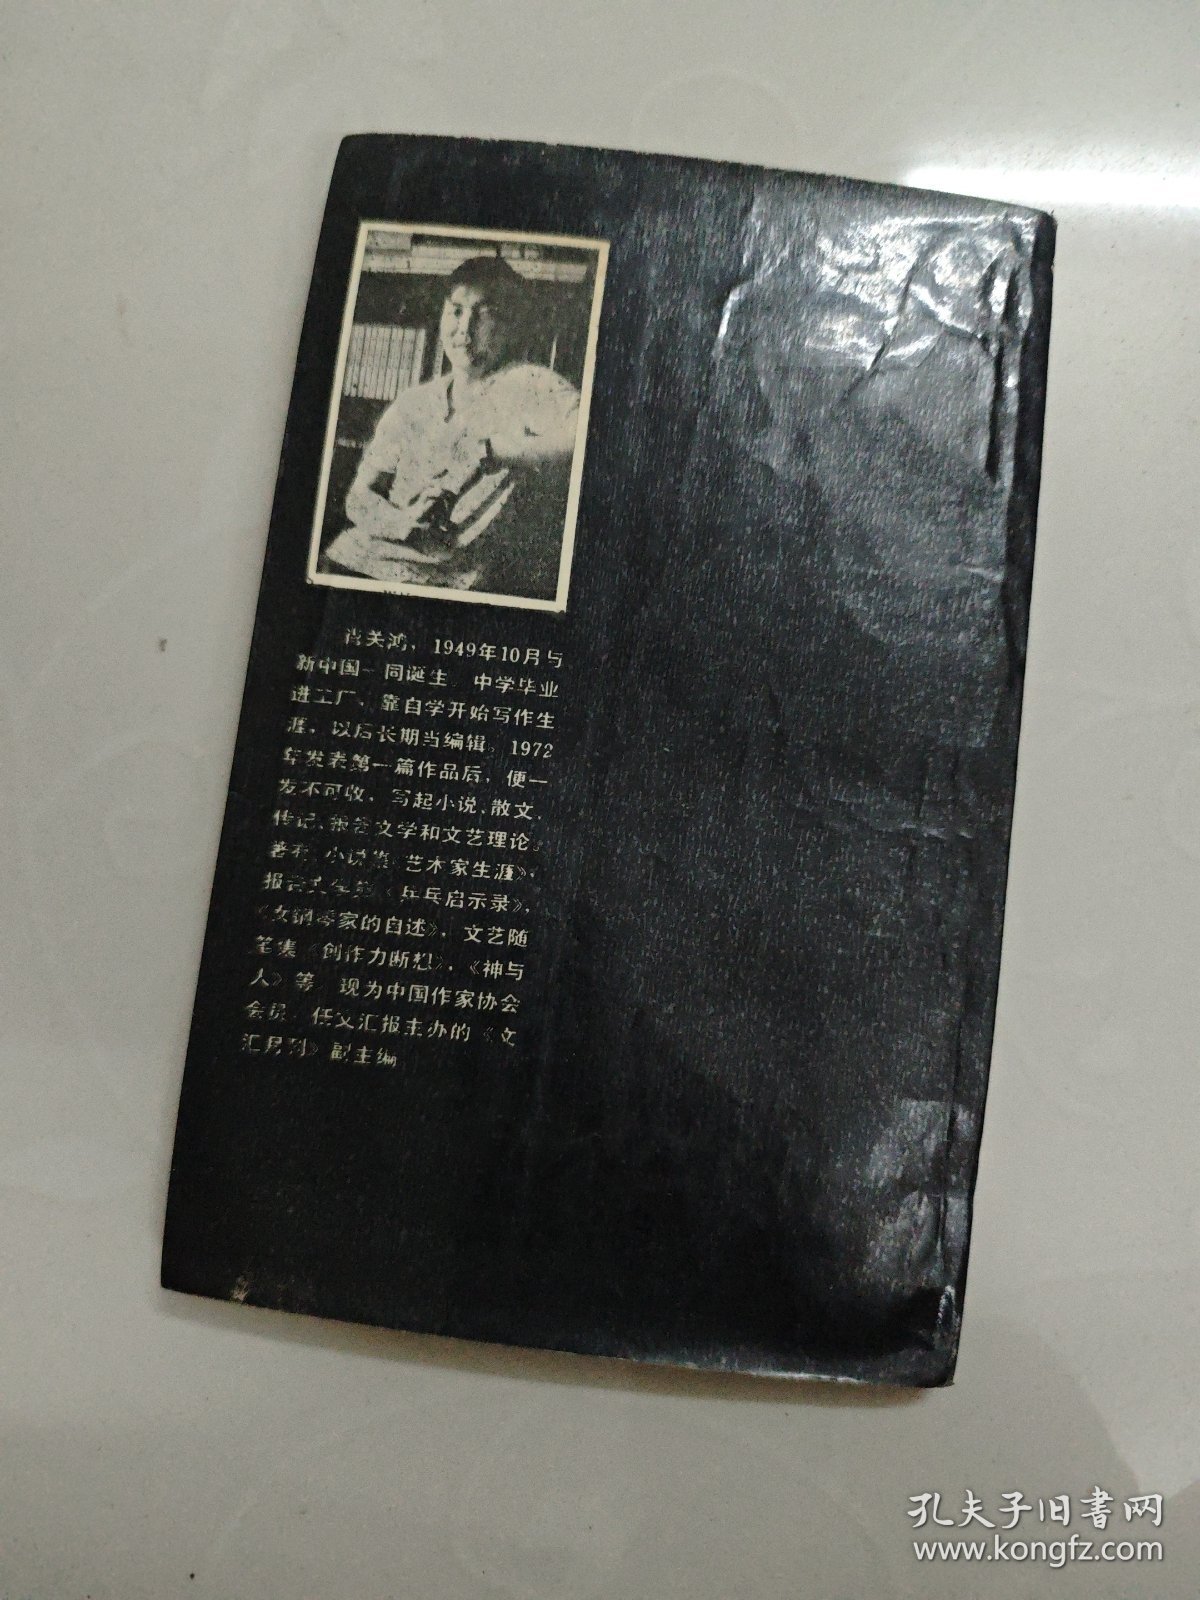 肖关鸿，1949年10月与
新中国一同诞生。中学毕业
进工厂，靠自学开始写作生
涯，以后长期当编辑。1972
年发表第一篇作品后，便一
发不可收，写起小说、散文、
传记、报告文学和文艺理论。
著有小说集《艺术家生涯》，
报告文学集《乒乓启示录》，
《女钢琴家的自述》，文艺随
笔集《创作力断想》，《神与
人》等。现为中国作家协会
会员，任文汇报主办的《文
汇月刊》副主编
孔夫子旧書网
www.kongfz.com